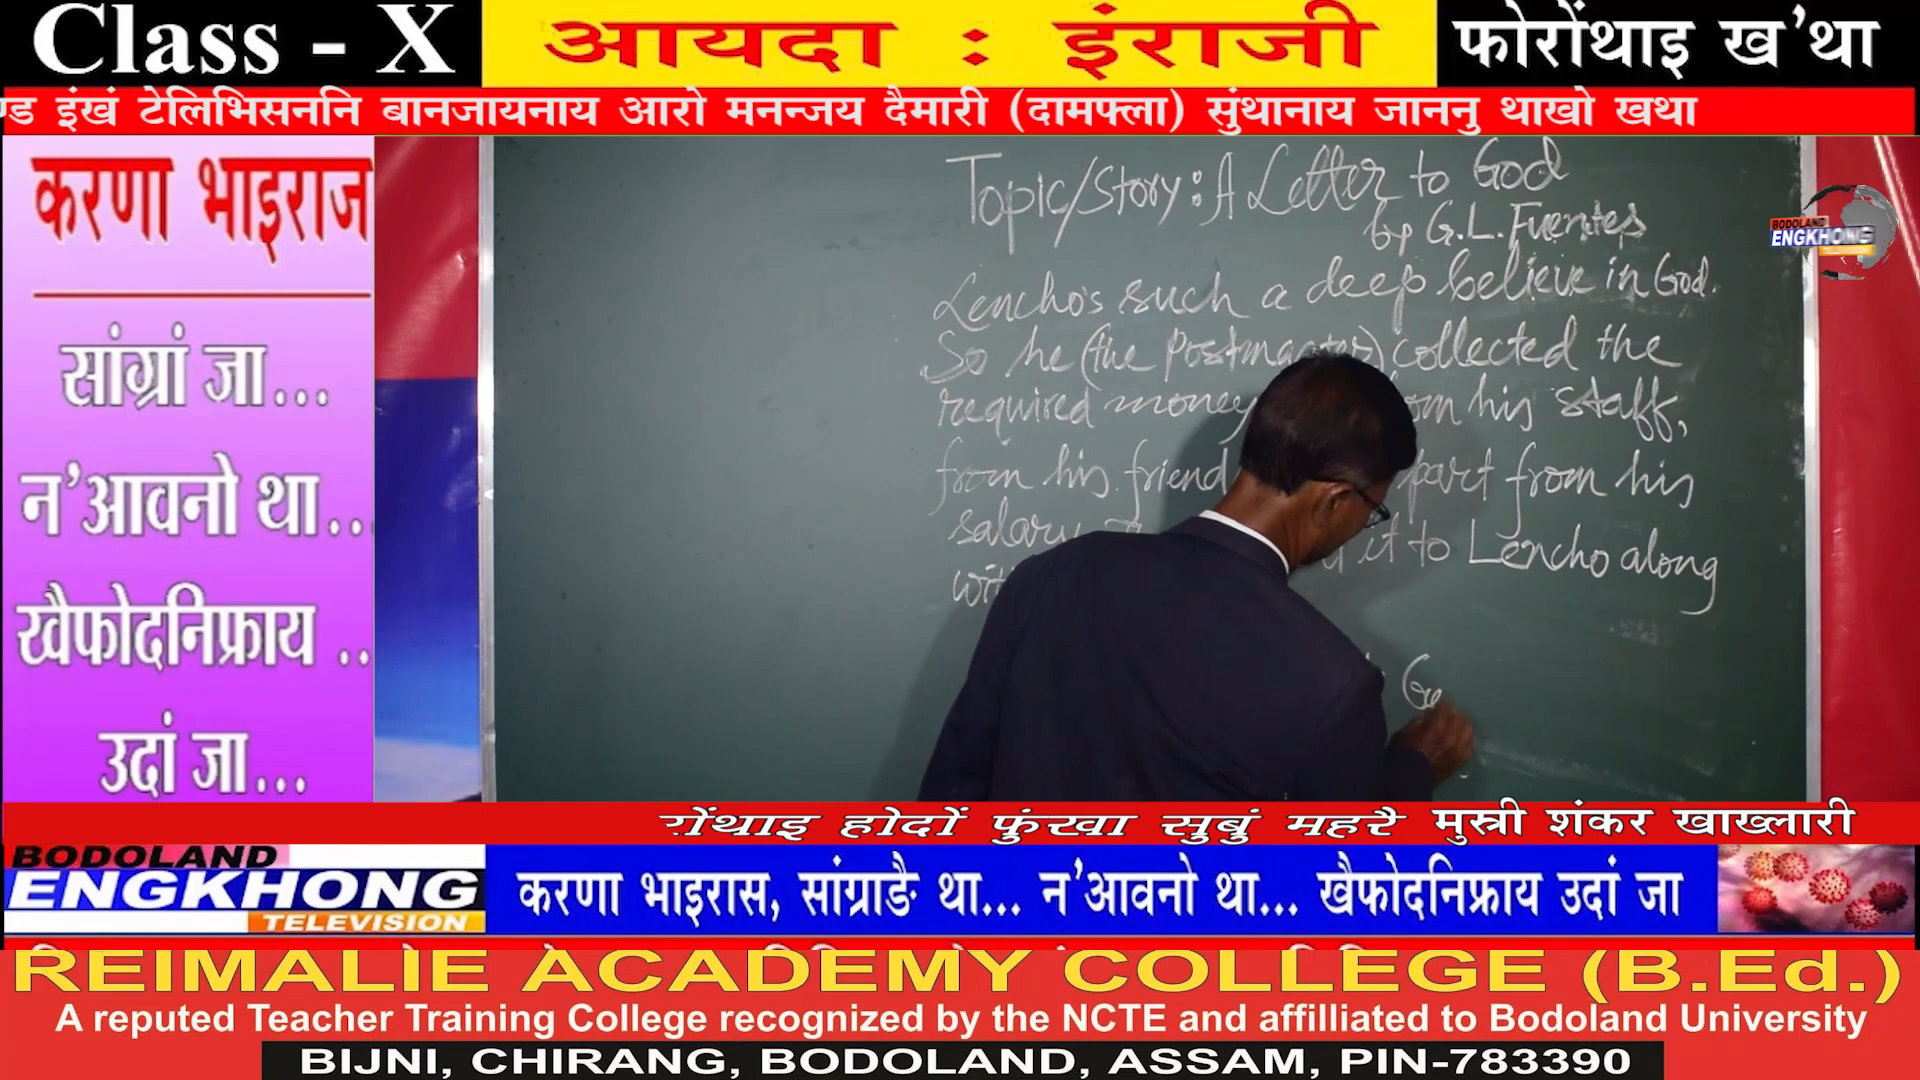 Class - X
आयदा : इंराजी
फोरोंथाइ ख'था
ण्ड इंखं टेलिभिसननि बानजायनाय आरो मनन्जय दैमारी (दामफ्ला) सुंथानाय जाननु थाखो खथा
करणा भाइराज
सांग्रां जा...
न'आवनो था...
खैफोदनिफ्राय ..
उदां जा...
Topic/Story: A Letter to God
by G.L. Fuentes
Lencho's such a deep believe in God.
So he (the Postmaster) collected the
required money his staff,
from his friend part from his
salary it to Lencho along
BODOLAND
ENGKHONG
TELEVISION
रोंथाइ होदों फुंखा सुबुं महरै मुस्री शंकर खाख्लारी
BODOLAND
ENGKHONG
TELEVISION
करणा भाइरास, सांग्राङै था... न'आवनो था... खैफोदनिफ्राय उदां जा
REIMALIE ACADEMY COLLEGE (B.Ed.)
A reputed Teacher Training College recognized by the NCTE and affilliated to Bodoland University
BIJNI, CHIRANG, BODOLAND, ASSAM, PIN-783390